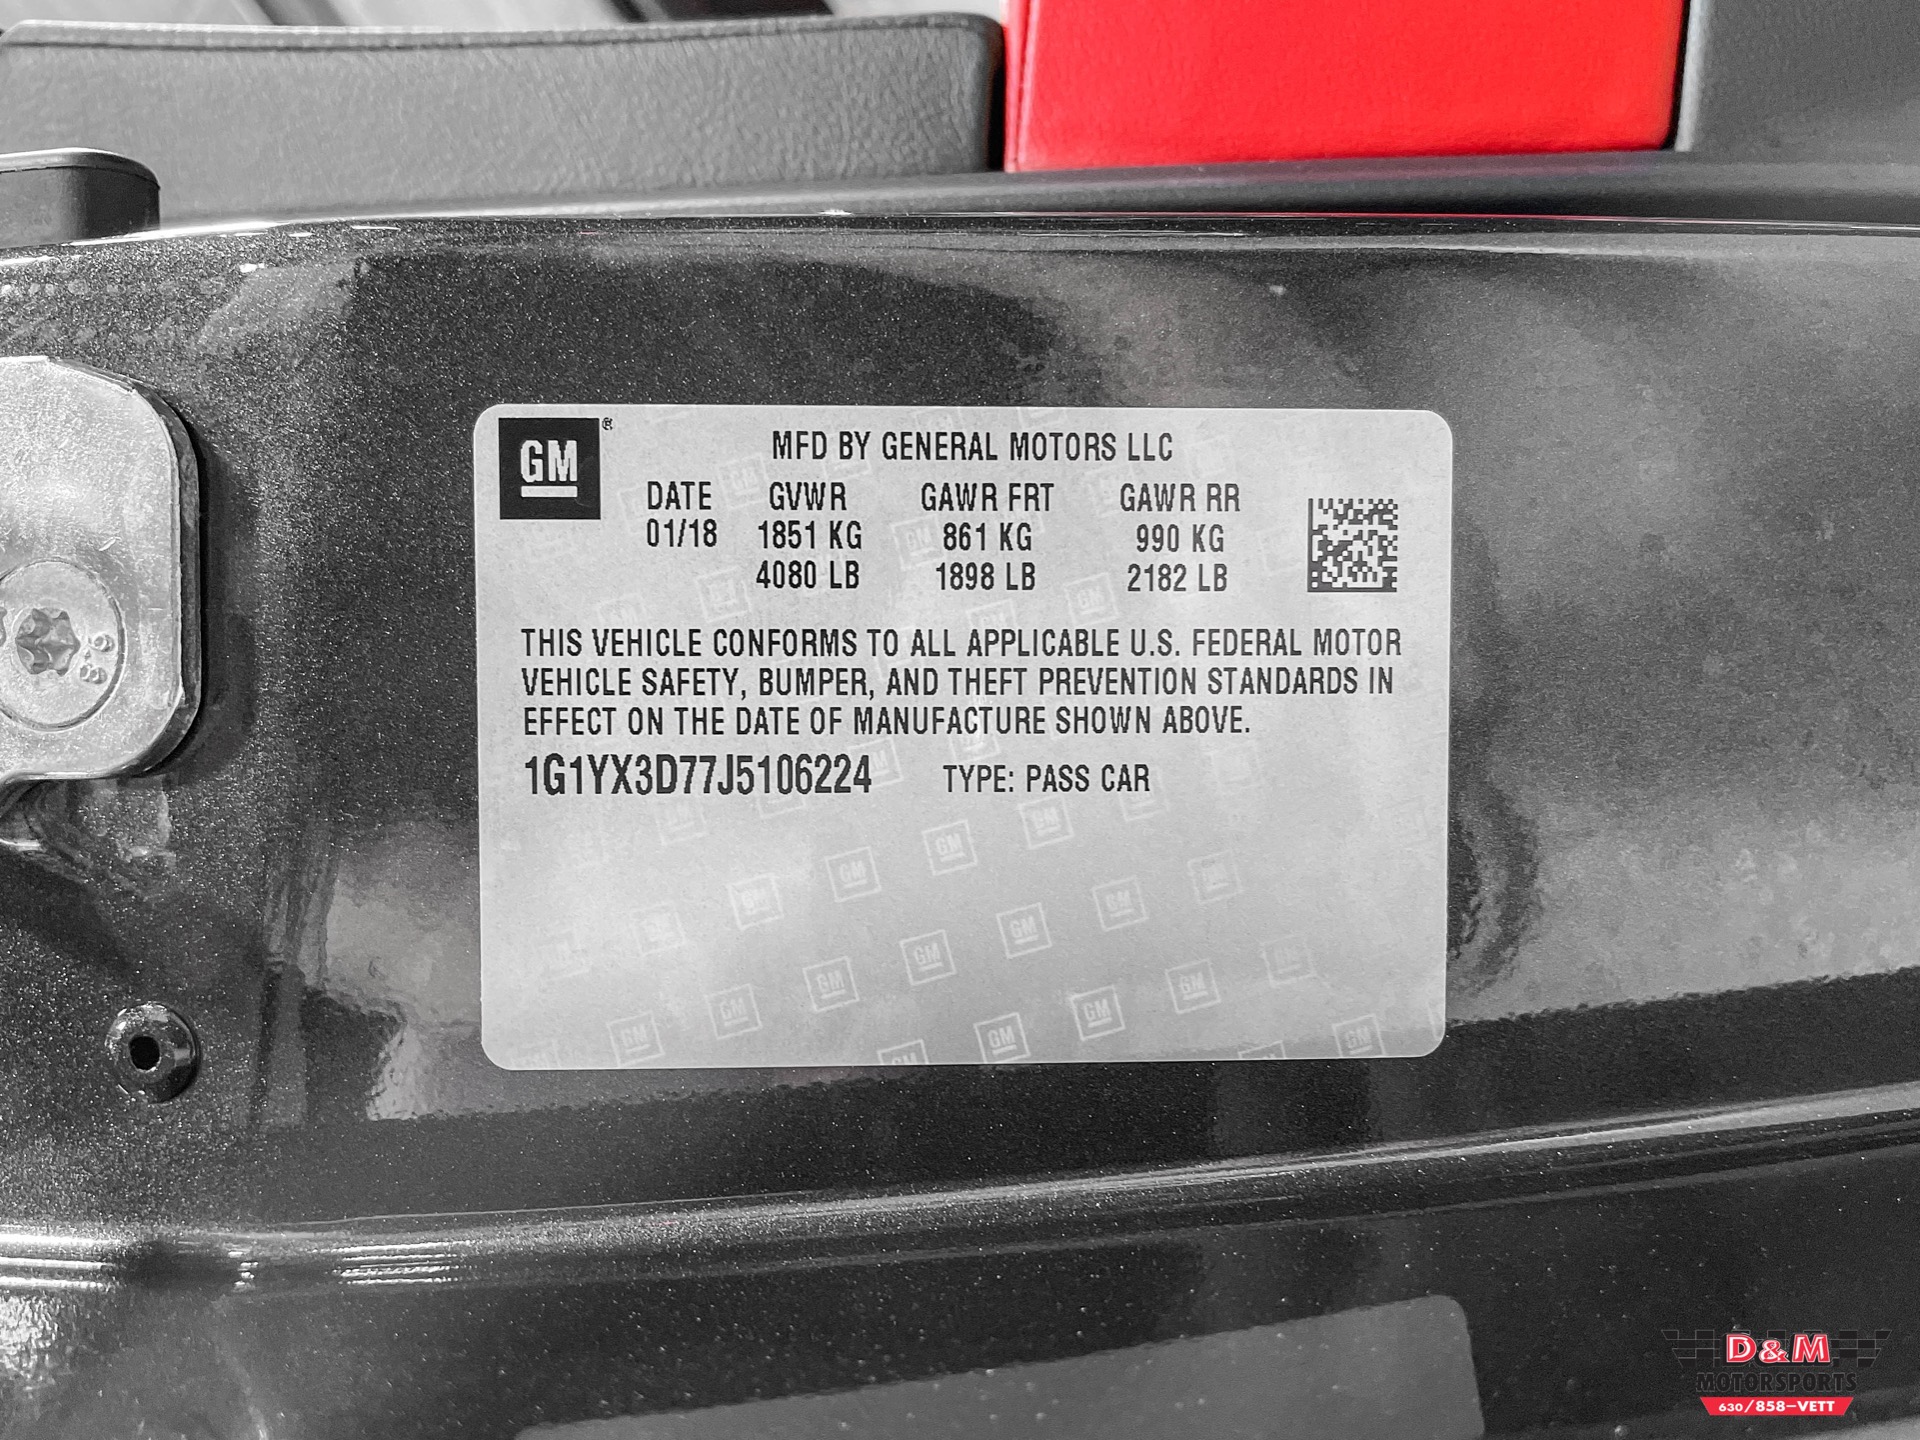 GM ®
MFD BY GENERAL MOTORS LLC
DATE GVWR GAWR FRT GAWR RR
01/18 1851 KG 861 KG 990 KG
4080 LB 1898 LB 2182 LB
THIS VEHICLE CONFORMS TO ALL APPLICABLE U.S. FEDERAL MOTOR
VEHICLE SAFETY, BUMPER, AND THEFT PREVENTION STANDARDS IN
EFFECT ON THE DATE OF MANUFACTURE SHOWN ABOVE.
1G1YX3D77J5106224 TYPE: PASS CAR
D&M
MOTORSPORTS
630/858-VETT